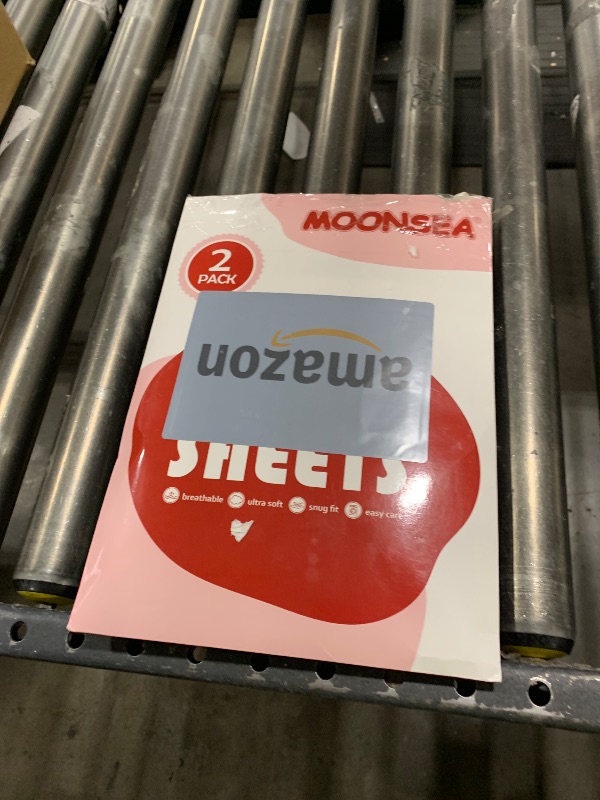 MOONSEA
2
PACK
amazon
SHEETS
breathable ultra soft snug fit easy care